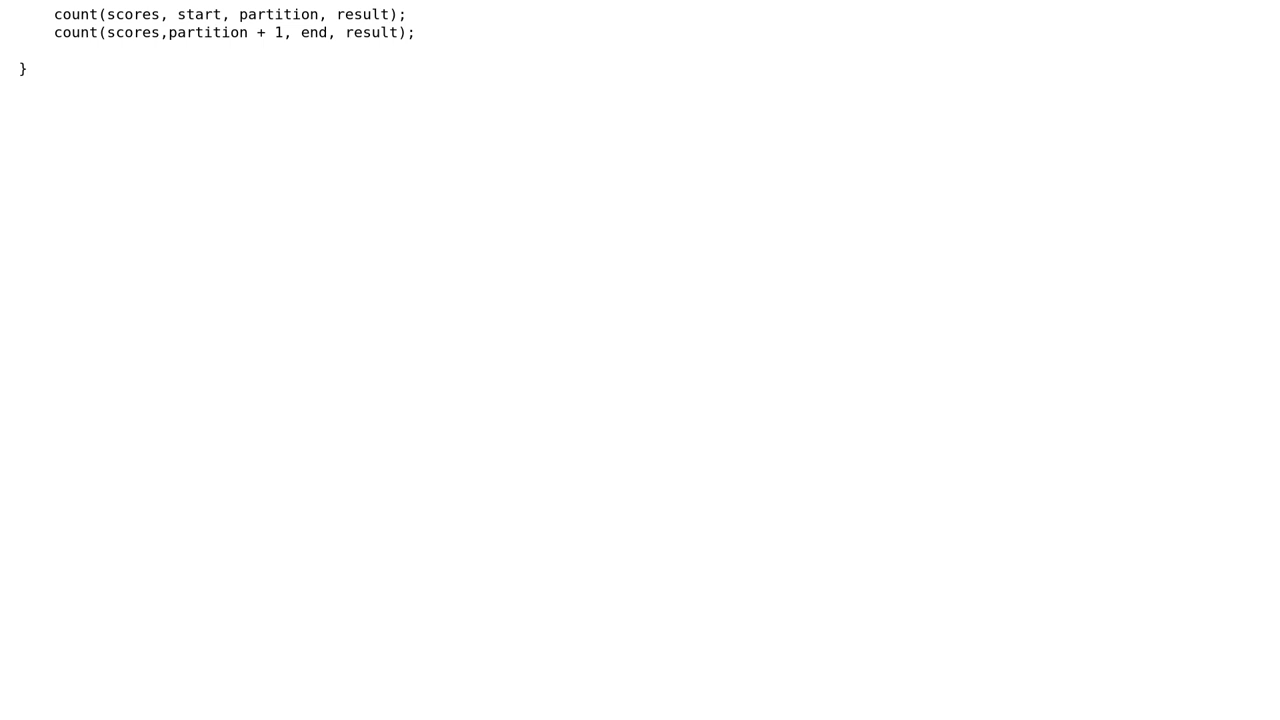 count(scores, start, partition, result);
count(scores,partition + 1, end, result);
}